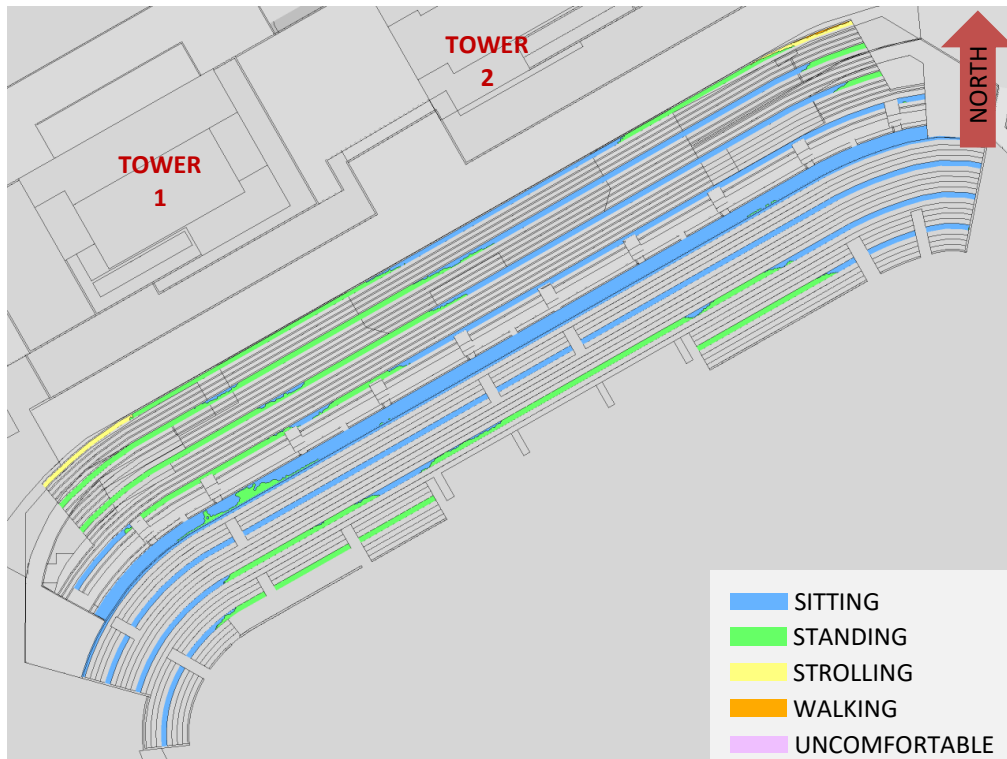 TOWER
2
NORTH
TOWER
1
SITTING
STANDING
STROLLING
WALKING
UNCOMFORTABLE